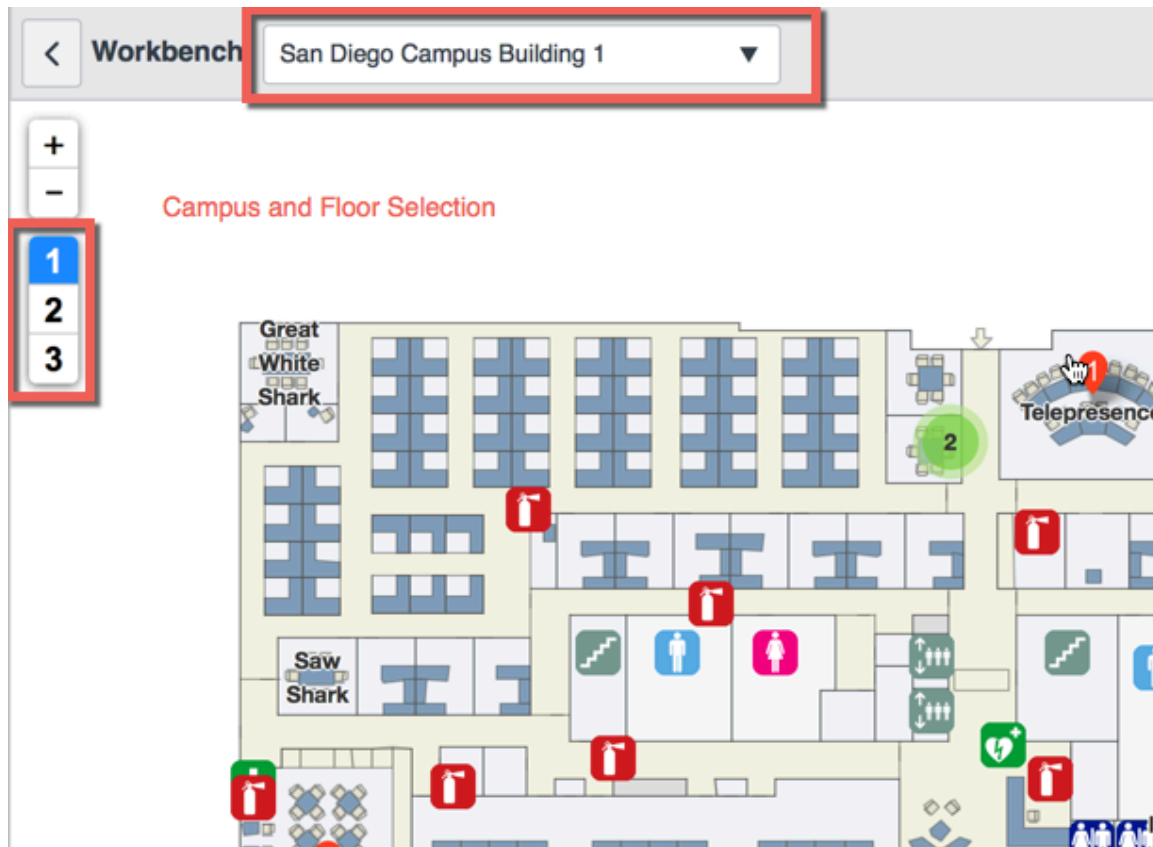 Workbench
San Diego Campus Building 1
+
−
Campus and Floor Selection
1
2
3
Great
White
Shark
1
Telepresence
2
Saw
Shark